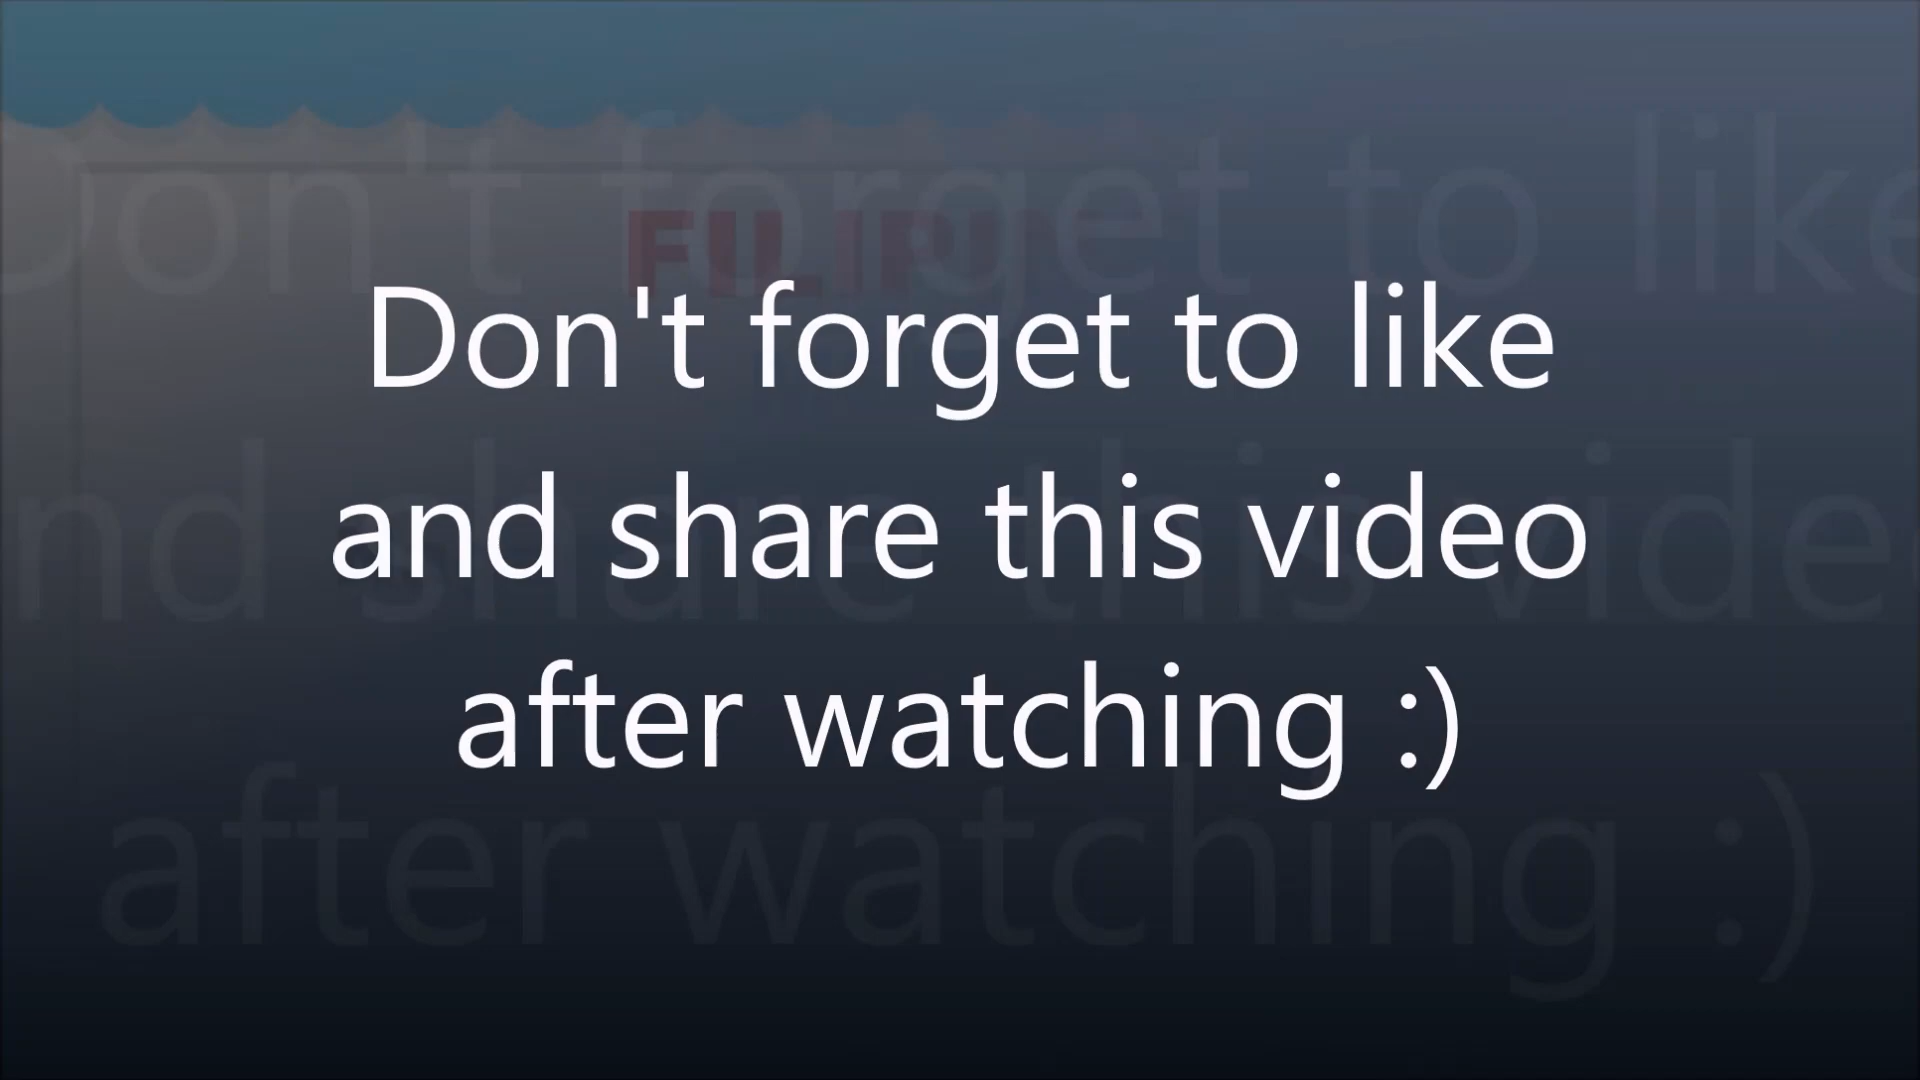 Don't forget to like
and share this video
after watching :)